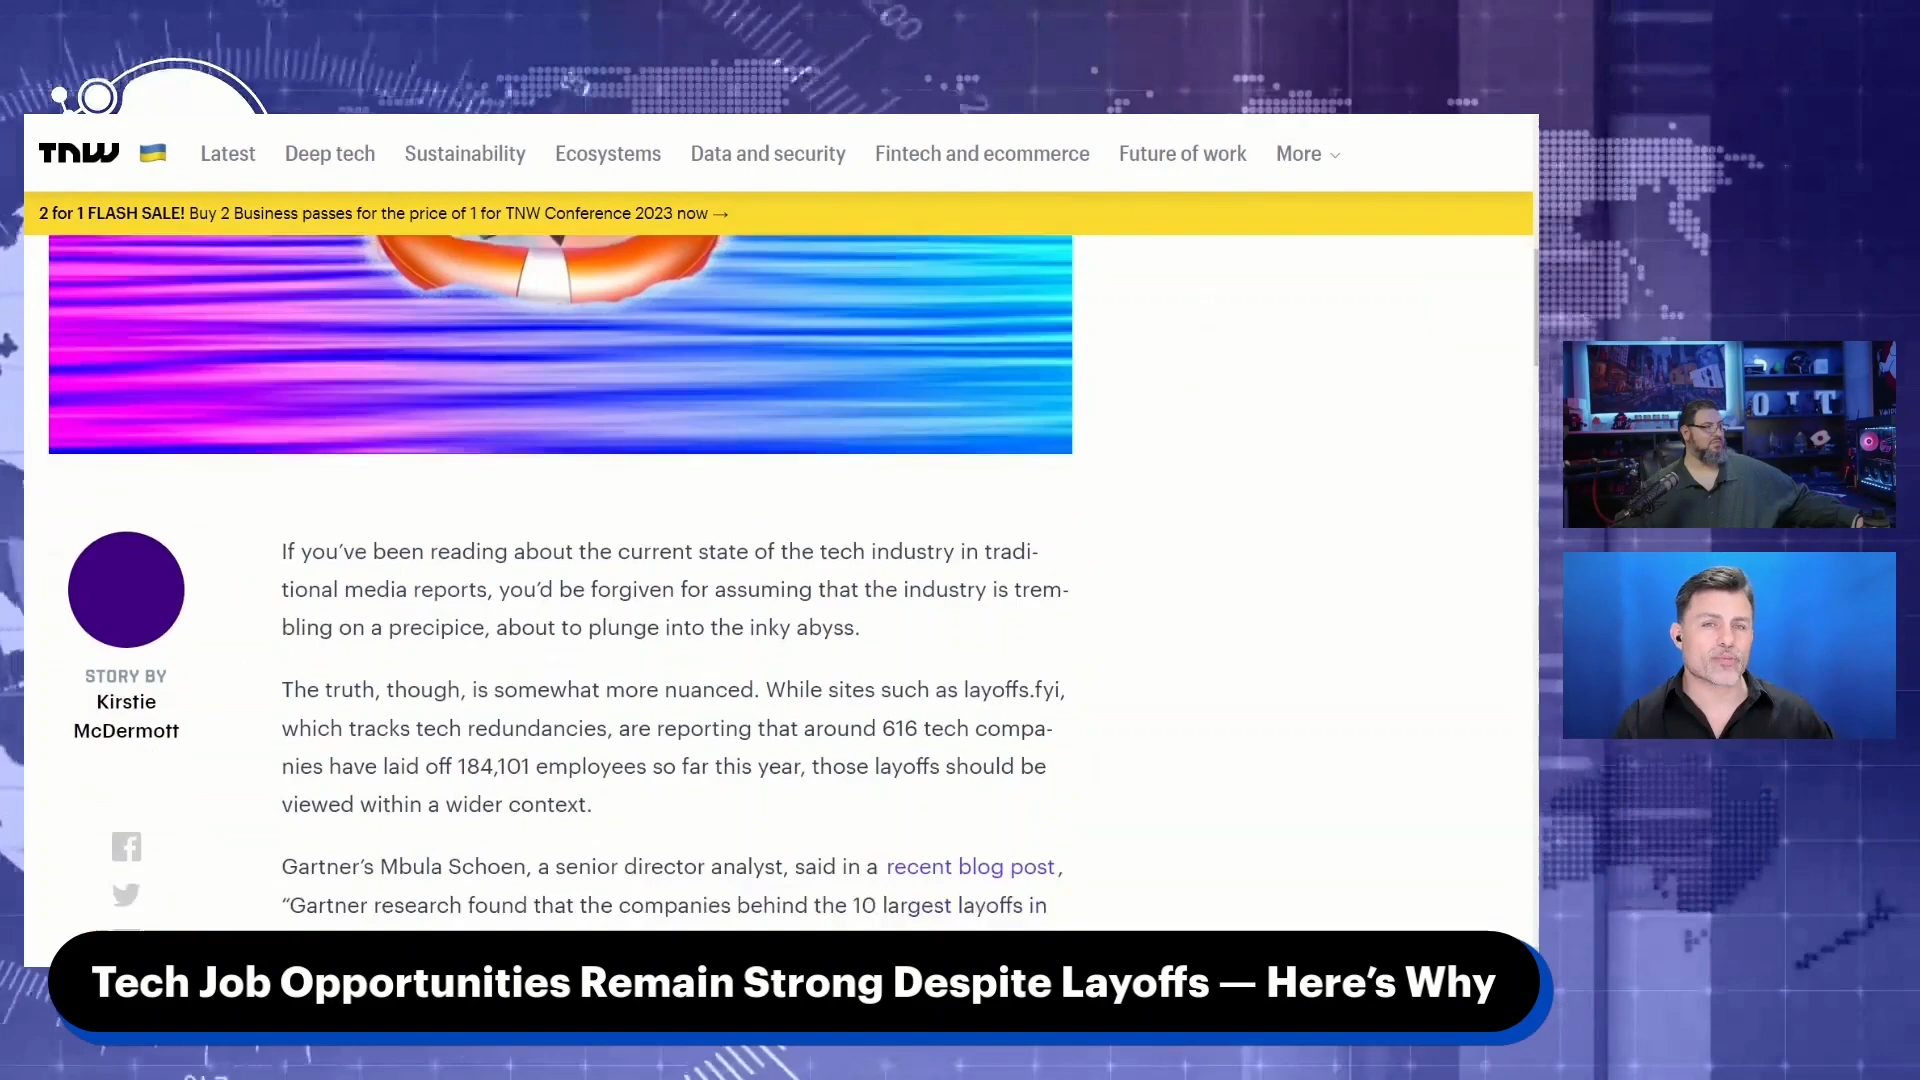 TNW Latest Deep tech Sustainability Ecosystems Data and security Fintech and ecommerce Future of work More
2 for 1 FLASH SALE! Buy 2 Business passes for the price of 1 for TNW Conference 2023 now →
If you’ve been reading about the current state of the tech industry in tradi-
tional media reports, you’d be forgiven for assuming that the industry is trem-
bling on a precipice, about to plunge into the inky abyss.
STORY BY
Kirstie
McDermott
The truth, though, is somewhat more nuanced. While sites such as layoffs.fyi,
which tracks tech redundancies, are reporting that around 616 tech compa-
nies have laid off 184,101 employees so far this year, those layoffs should be
viewed within a wider context.
Gartner’s Mbula Schoen, a senior director analyst, said in a recent blog post,
“Gartner research found that the companies behind the 10 largest layoffs in
Tech Job Opportunities Remain Strong Despite Layoffs — Here’s Why
200
O I T